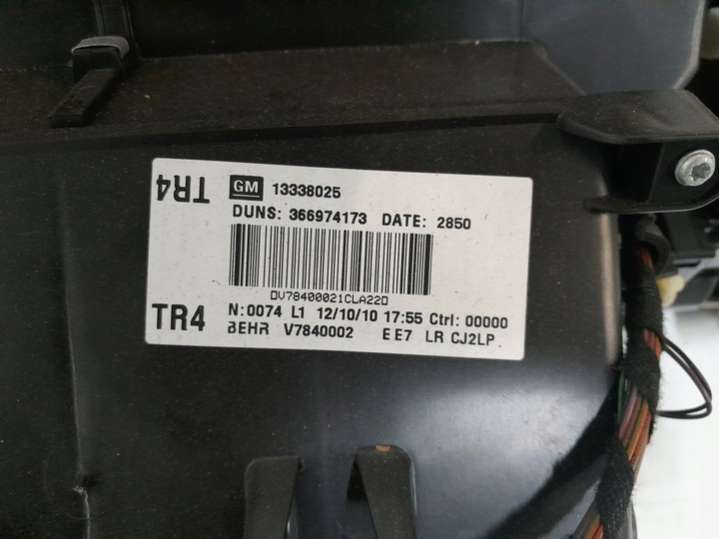 TR4 GM 13338025
DUNS: 366974173 DATE: 2850
DV78400021CLA22D
TR4 N:0074 L1 12/10/10 17:55 Ctrl: 00000
BEHR V7840002 E E7 LR CJ2LP